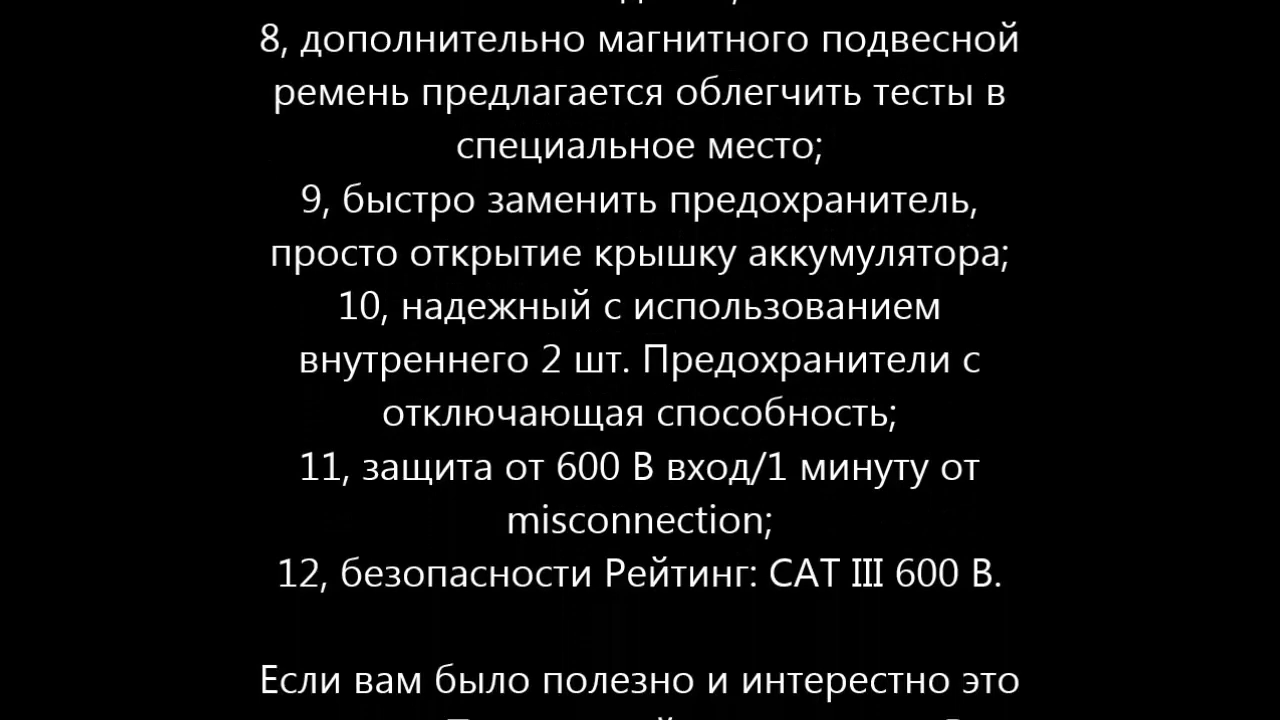 8, дополнительно магнитного подвесной
ремень предлагается облегчить тесты в
специальное место;
9, быстро заменить предохранитель,
просто открытие крышку аккумулятора;
10, надежный с использованием
внутреннего 2 шт. Предохранители с
отключающая способность;
11, защита от 600 В вход/1 минуту от
misconnection;
12, безопасности Рейтинг: CAT III 600 В.
Если вам было полезно и интересно это